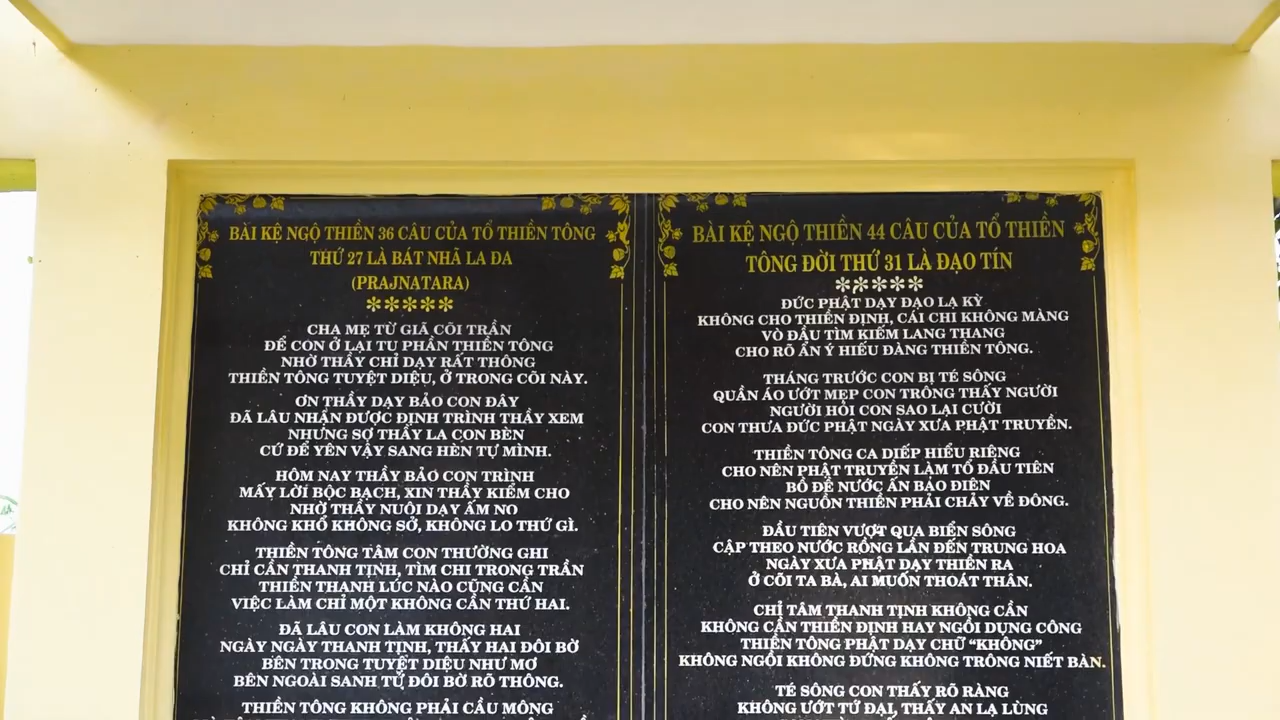 BÀI KỆ NGỘ THIỀN 36 CÂU CỦA TỔ THIỀN TÔNG
THỨ 27 LÀ BÁT NHÃ LA ĐA
(PRAJNATARA)
CHA MẸ TỪ GIÃ CÕI TRẦN
ĐỂ CON Ở LẠI TU PHẦN THIỀN TÔNG
NHỜ THẦY CHỈ DẠY RẤT THÔNG
THIỀN TÔNG TUYỆT DIỆU, Ở TRONG CÕI NÀY.
ƠN THẦY DẠY BẢO CON ĐÂY
ĐÃ LÂU NHẬN ĐƯỢC ĐỊNH TRÌNH THẦY XEM
NHƯNG SỢ THẦY LA CON BÈN
CỨ ĐỂ YÊN VẬY SANG HÈN TỰ MÌNH.
HÔM NAY THẦY BẢO CON TRÌNH
MẤY LỜI BỘC BẠCH, XIN THẦY KIỂM CHO
NHỜ THẦY NUÔI DẠY ẤM NO
KHÔNG KHỔ KHÔNG SỞ, KHÔNG LO THỨ GÌ.
THIỀN TÔNG TÂM CON THƯỜNG GHI
CHỈ CẦN THANH TỊNH, TÌM CHI TRONG TRẦN
THIỀN THANH LÚC NÀO CŨNG CẦN
VIỆC LÀM CHỈ MỘT KHÔNG CẦN THỨ HAI.
ĐÃ LÂU CON LÀM KHÔNG HAI
NGÀY NGÀY THANH TỊNH, THẤY HAI ĐÔI BỜ
BÊN TRONG TUYỆT DIỆU NHƯ MƠ
BÊN NGOÀI SANH TỬ ĐÔI BỜ RÕ THÔNG.
THIỀN TÔNG KHÔNG PHẢI CẦU MÔNG
BÀI KỆ NGỘ THIỀN 44 CÂU CỦA TỔ THIỀN
TÔNG ĐỜI THỨ 31 LÀ ĐẠO TÍN
ĐỨC PHẬT DẠY ĐẠO LẠ KỲ
KHÔNG CHO THIỀN ĐỊNH, CÁI CHI KHÔNG MÀNG
VÒ ĐẦU TÌM KIẾM LANG THANG
CHO RÕ ẨN Ý HIỂU ĐÀNG THIỀN TÔNG.
THÁNG TRƯỚC CON BỊ TÉ SÔNG
QUẦN ÁO ƯỚT MẸP CON TRÔNG THẤY NGƯỜI
NGƯỜI HỎI CON SAO LẠI CƯỜI
CON THƯA ĐỨC PHẬT NGÀY XƯA PHẬT TRUYỀN.
THIỀN TÔNG CA DIẾP HIỂU RIÊNG
CHO NÊN PHẬT TRUYỀN LÀM TỔ ĐẦU TIÊN
BỒ ĐỀ NƯỚC ẤN BẢO ĐIÊN
CHO NÊN NGUỒN THIỀN PHẢI CHẢY VỀ ĐÔNG.
ĐẦU TIÊN VƯỢT QUA BIỂN SÔNG
CẬP THEO NƯỚC RỒNG LẦN ĐẾN TRUNG HOA
NGÀY XƯA PHẬT DẠY THIỀN RA
Ở CÕI TA BÀ, AI MUỐN THOÁT THÂN.
CHỈ TÂM THANH TỊNH KHÔNG CẦN
KHÔNG CẦN THIỀN ĐỊNH HAY NGỒI DỤNG CÔNG
THIỀN TÔNG PHẬT DẠY CHỮ "KHÔNG"
KHÔNG NGỒI KHÔNG ĐỨNG KHÔNG TRÔNG NIẾT BÀN.
TÉ SÔNG CON THẤY RÕ RÀNG
KHÔNG ƯỚT TỨ ĐẠI, THẤY AN LẠ LÙNG